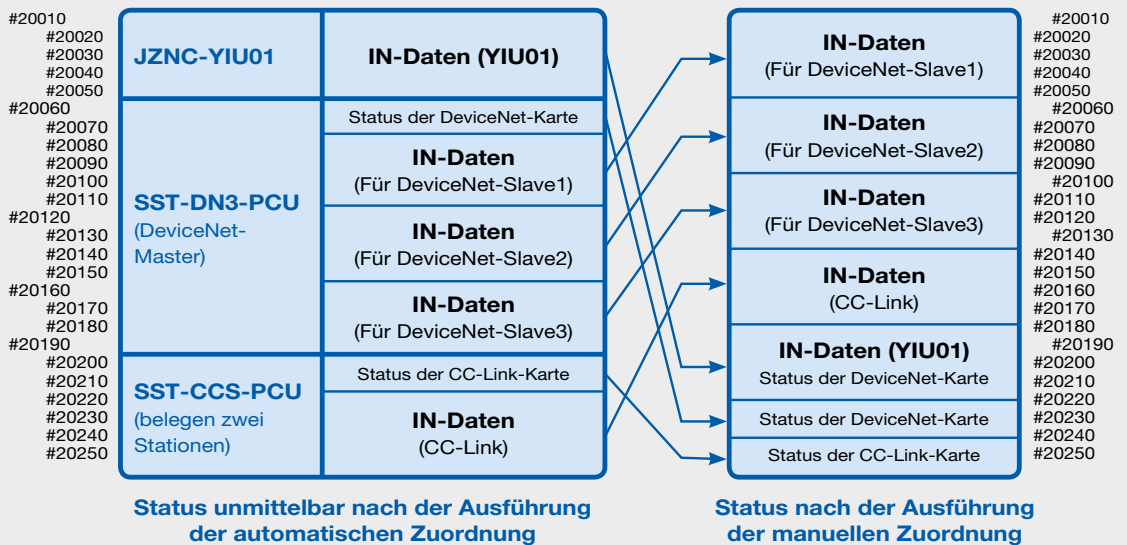 #20010
#20020
#20030
#20040
#20050
#20060
#20070
#20080
#20090
#20100
#20110
#20120
#20130
#20140
#20150
#20160
#20170
#20180
#20190
#20200
#20210
#20220
#20230
#20240
#20250
JZNC-YIU01
IN-Daten (YIU01)
SST-DN3-PCU
(DeviceNet-
Master)
Status der DeviceNet-Karte
IN-Daten
(Für DeviceNet-Slave1)
IN-Daten
(Für DeviceNet-Slave2)
IN-Daten
(Für DeviceNet-Slave3)
SST-CCS-PCU
(belegen zwei
Stationen)
Status der CC-Link-Karte
IN-Daten
(CC-Link)
Status unmittelbar nach der Ausführung
der automatischen Zuordnung
IN-Daten
(Für DeviceNet-Slave1)
IN-Daten
(Für DeviceNet-Slave2)
IN-Daten
(Für DeviceNet-Slave3)
IN-Daten
(CC-Link)
IN-Daten (YIU01)
Status der DeviceNet-Karte
Status der DeviceNet-Karte
Status der CC-Link-Karte
#20010
#20020
#20030
#20040
#20050
#20060
#20070
#20080
#20090
#20100
#20110
#20120
#20130
#20140
#20150
#20160
#20170
#20180
#20190
#20200
#20210
#20220
#20230
#20240
#20250
Status nach der Ausführung
der manuellen Zuordnung